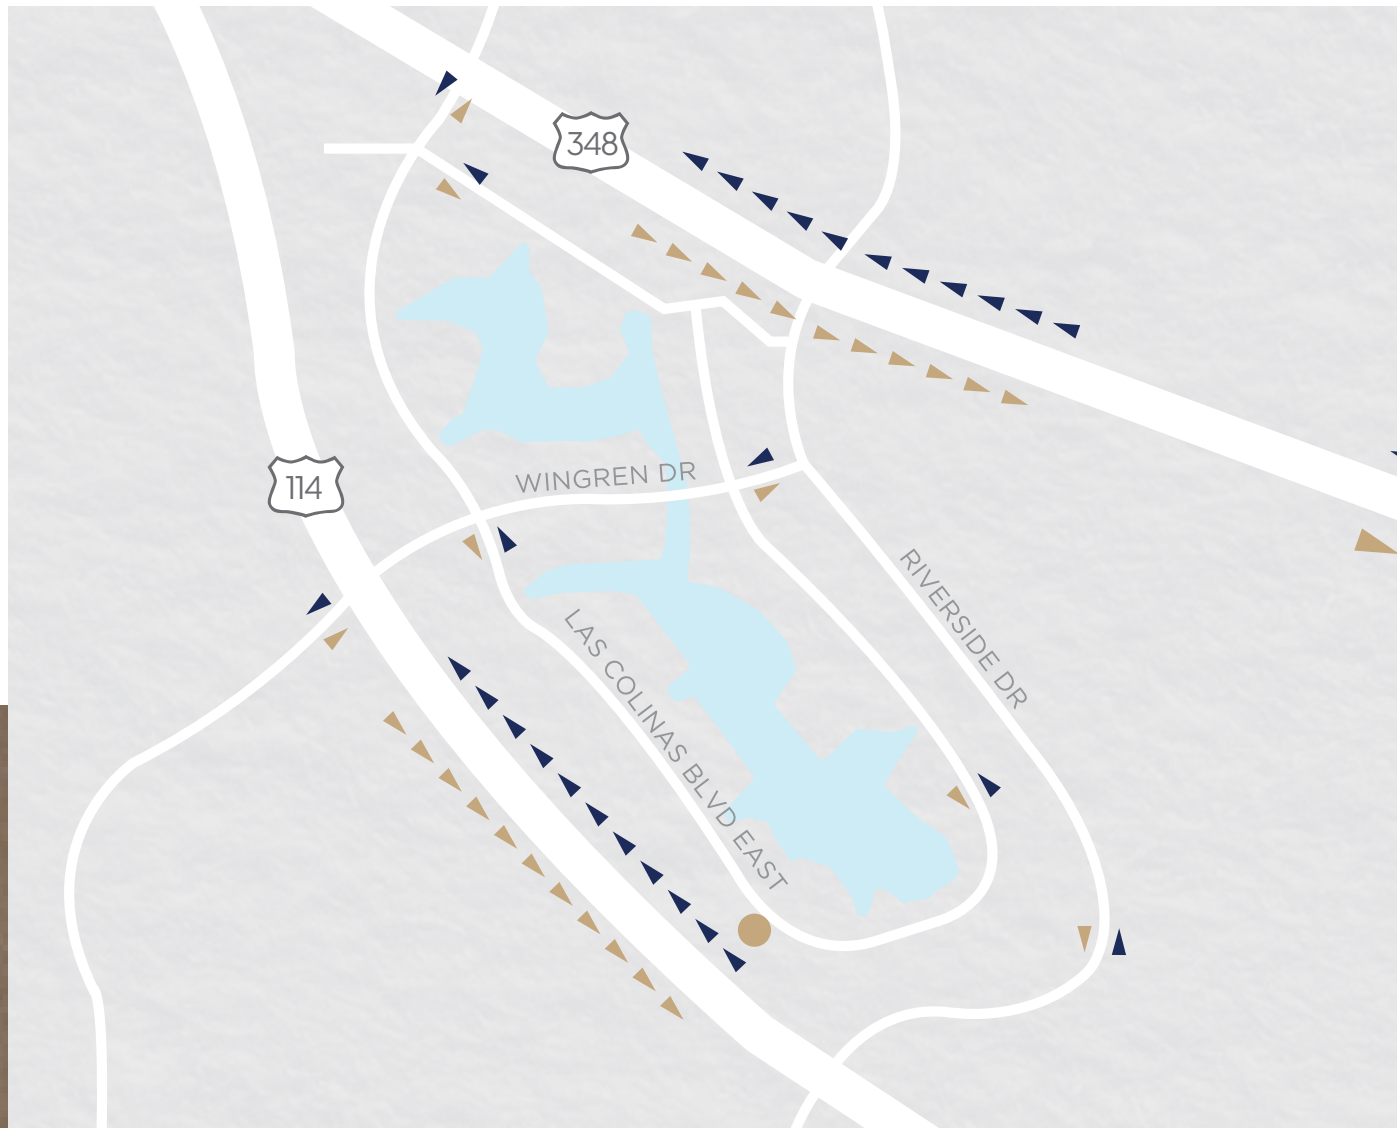 348
114
WINGREN DR
RIVERSIDE DR
LAS COLINAS BLVD EAST